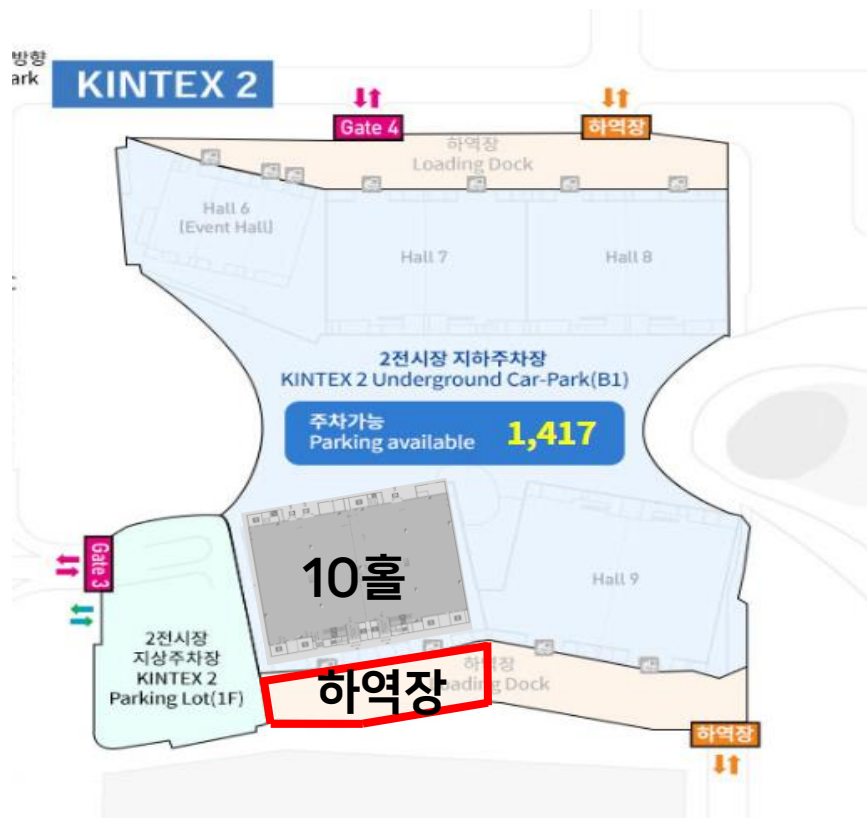 방향
ark
KINTEX 2
Gate 4
하역장
하역장
Loading Dock
Hall 6
(Event Hall)
Hall 7
Hall 8
2전시장 지하주차장
KINTEX 2 Underground Car-Park(B1)
주차가능
Parking available
1,417
10홀
Hall 9
Gate 3
2전시장
지상주차장
KINTEX 2
Parking Lot(1F)
하역장
하역장
ading Dock
하역장